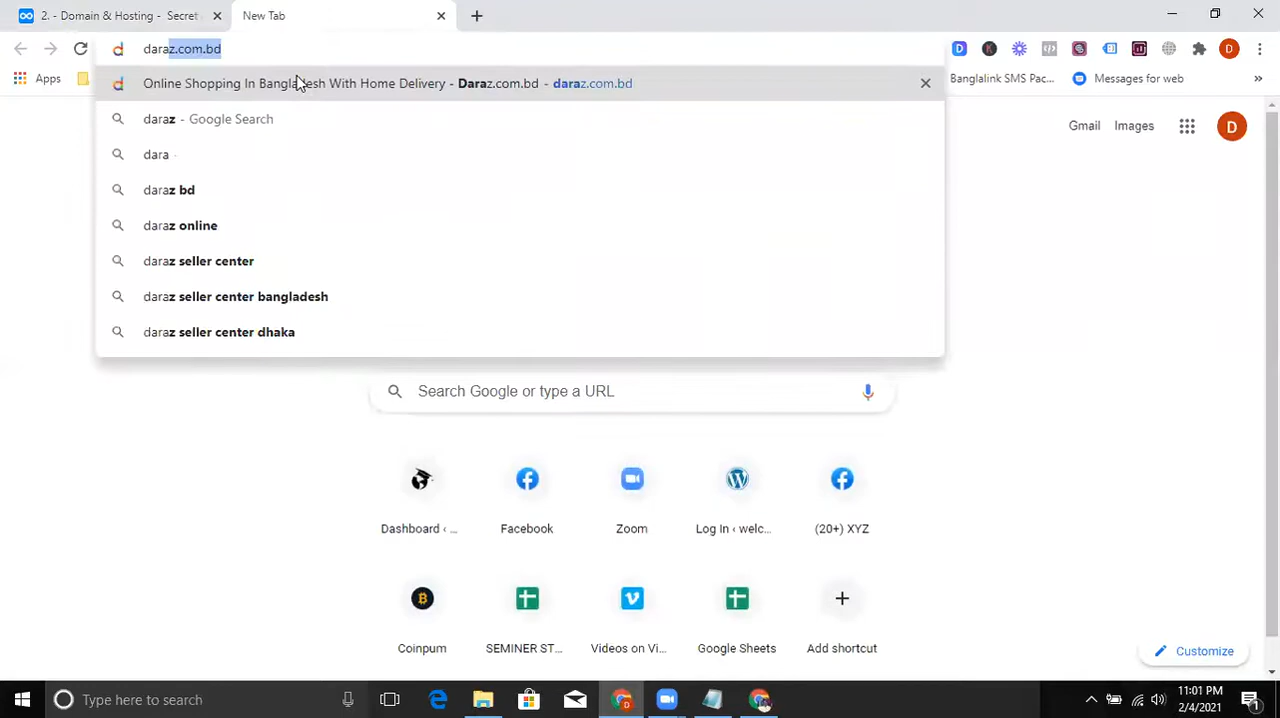 2. - Domain & Hosting - Secret
New Tab
daraz.com.bd
Apps
Banglalink SMS Pac...
Messages for web
»
Online Shopping In Bangladesh With Home Delivery - Daraz.com.bd - daraz.com.bd
daraz - Google Search
dara -
daraz bd
daraz online
daraz seller center
daraz seller center bangladesh
daraz seller center dhaka
Gmail
Images
D
Search Google or type a URL
Dashboard ‹ ...
Facebook
Zoom
Log In ‹ welc...
(20+) XYZ
Coinpum
SEMINER ST...
Videos on Vi...
Google Sheets
Add shortcut
Customize
Type here to search
11:01 PM
2/4/2021